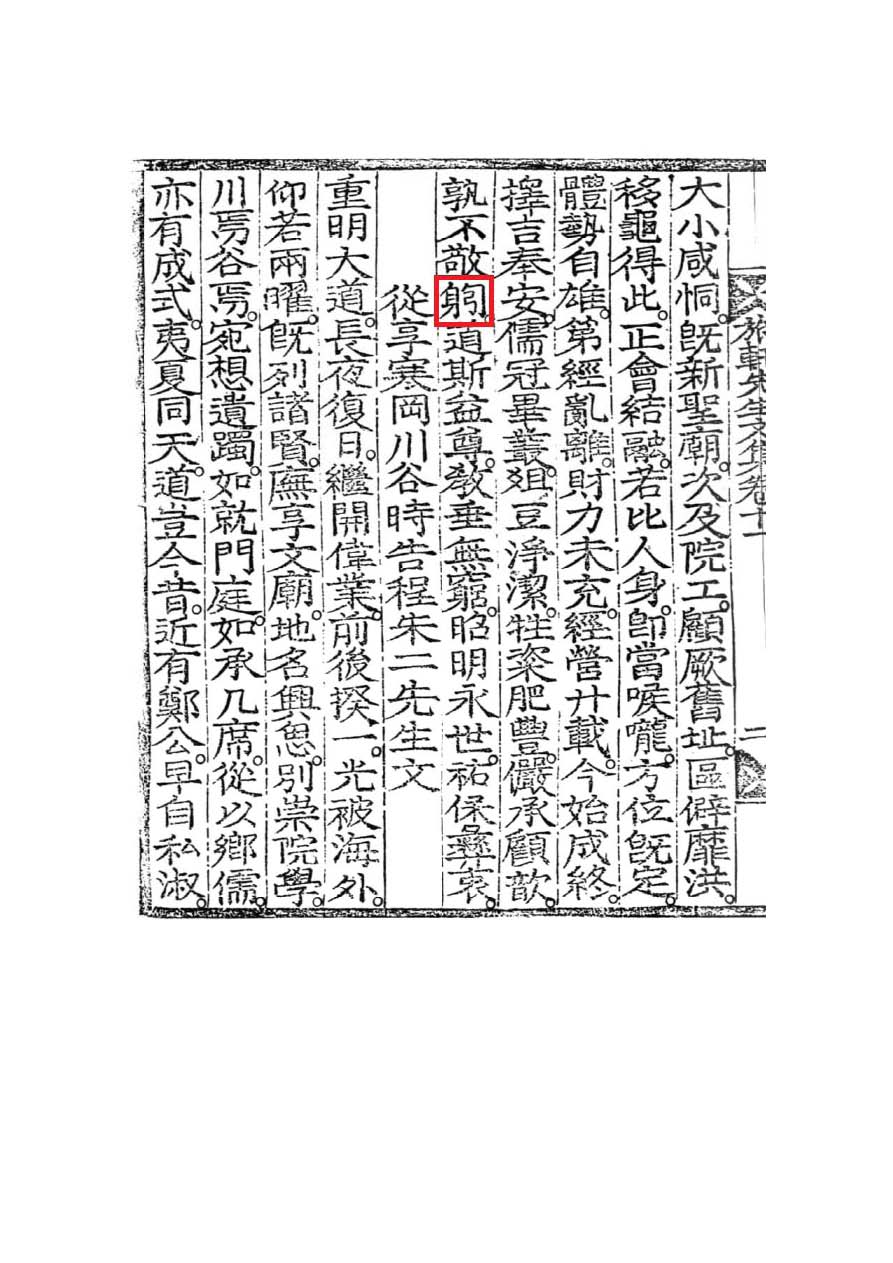 旅軒先生文集卷十一
二
大小咸恫。旣新聖廟。次及院工。顧厥舊址。區僻靡洪。
移龜得此。正會結融。若比人身。卽當喉嚨。方位旣定。
體勢自雄。第經亂離。財力未充。經營廾載。今始成終。
擇吉奉安。儒冠畢叢。俎豆淨潔。牲粢肥豐。儼承顧歆。
孰不敬躬。道斯益尊。敎垂無窮。昭明永世。祐保彝衷。
從享寒岡川谷時告程朱二先生文
重明大道。長夜復日。繼開偉業。前後揆一。光被海外。
仰若兩曜。旣列諸賢。廡享文廟。地名興思。別崇院學。
川焉谷焉。宛想遺躅。如就門庭。如承几席。從以鄕儒。
亦有成式。夷夏同天。道豈今昔。近有鄭公。早自私淑。